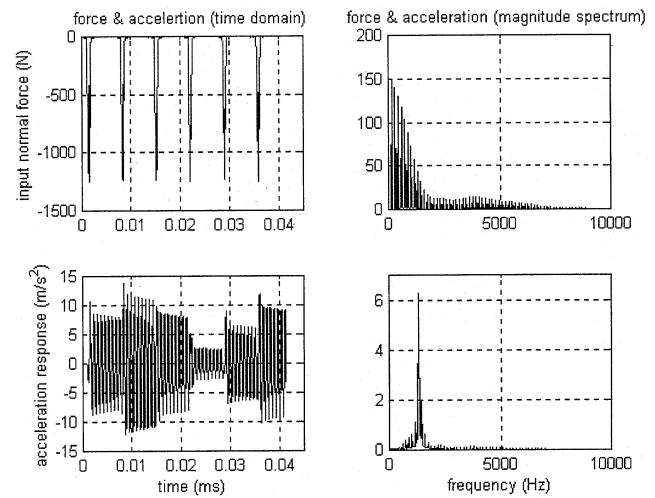 force & accelertion (time domain)
force & acceleration (magnitude spectrum)
input normal force (N)
0
-500
-1000
-1500
0 0.01 0.02 0.03 0.04
200
150
100
50
0
0 5000 10000
acceleration response (m/s²)
15
10
5
0
-5
-10
-15
0 0.01 0.02 0.03 0.04
time (ms)
6
4
2
0
0 5000 10000
frequency (Hz)